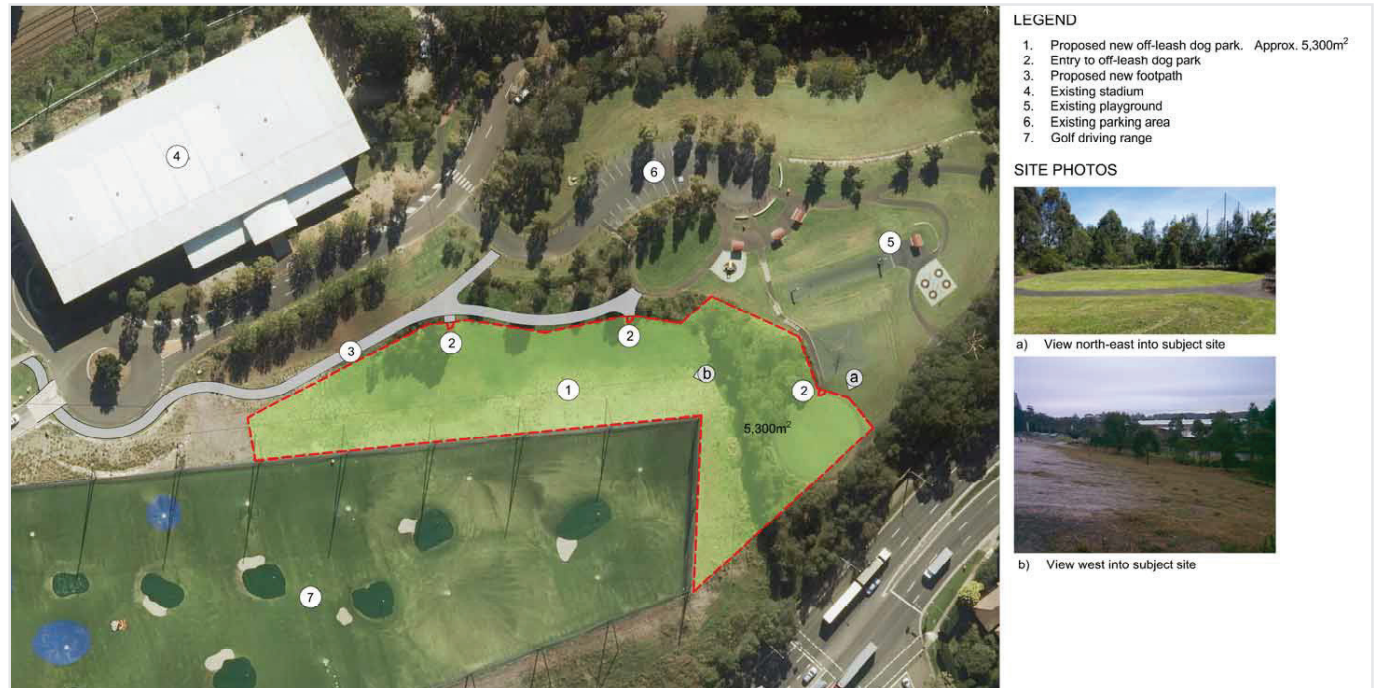 LEGEND
1. Proposed new off-leash dog park. Approx. 5,300m²
2. Entry to off-leash dog park
3. Proposed new footpath
4. Existing stadium
5. Existing playground
6. Existing parking area
7. Golf driving range
SITE PHOTOS
a) View north-east into subject site
b) View west into subject site
4
6
5
2
2
3
b
a
1
2
5,300m²
7